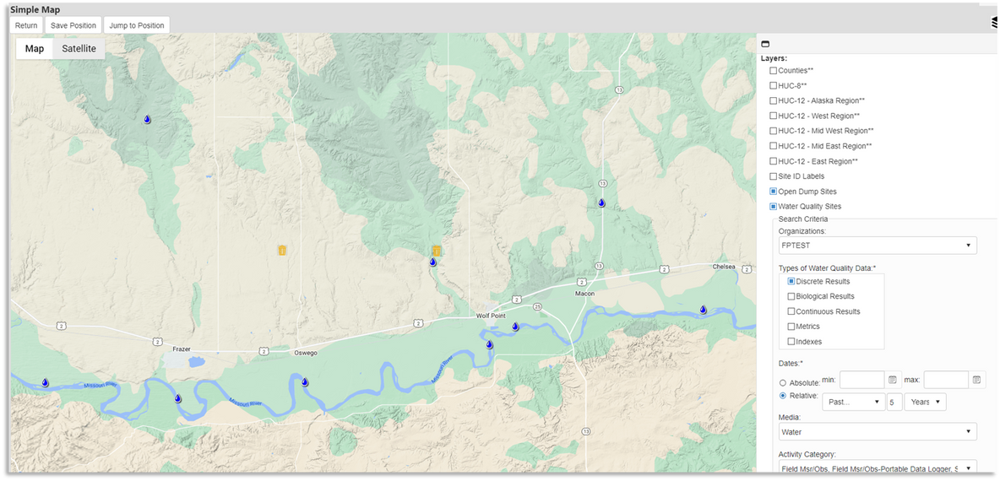 Simple Map
Return Save Position Jump to Position
Map Satellite
13
13
13
2
2
2
2
2
2
2
25
13
Chelsea
Macon
Wolf Point
Frazer
Oswego
Missouri River
Missouri River
Missouri River
Layers:
Counties**
HUC-8**
HUC-12 - Alaska Region**
HUC-12 - West Region**
HUC-12 - Mid West Region**
HUC-12 - Mid East Region**
HUC-12 - East Region**
Site ID Labels
Open Dump Sites
Water Quality Sites
Search Criteria
Organizations:
FPTEST
Types of Water Quality Data:*
Discrete Results
Biological Results
Continuous Results
Metrics
Indexes
Dates:*
Absolute: min: max:
Relative: Past... 5 Years
Media:
Water
Activity Category:
Field Msr/Obs, Field Msr/Obs-Portable Data Logger, S